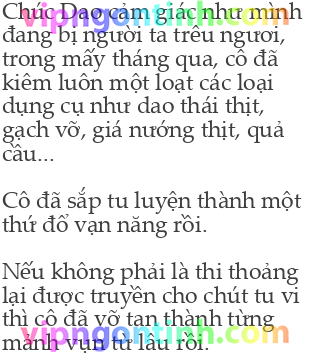 Chúc Dao cảm giác như mình
đang bị người ta trêu ngươi,
trong mấy tháng qua, cô đã
kiêm luôn một loạt các loại
dụng cụ như dao thái thịt,
gạch vỡ, giá nướng thịt, quả
cầu...
Cô đã sắp tu luyện thành một
thứ đổ vạn năng rồi.
Nếu không phải là thi thoảng
lại được truyền cho chút tu vi
thì cô đã vỡ tan thành từng
mảnh vụn từ lâu rồi.
vipngontinh.com
vipngontinh.com